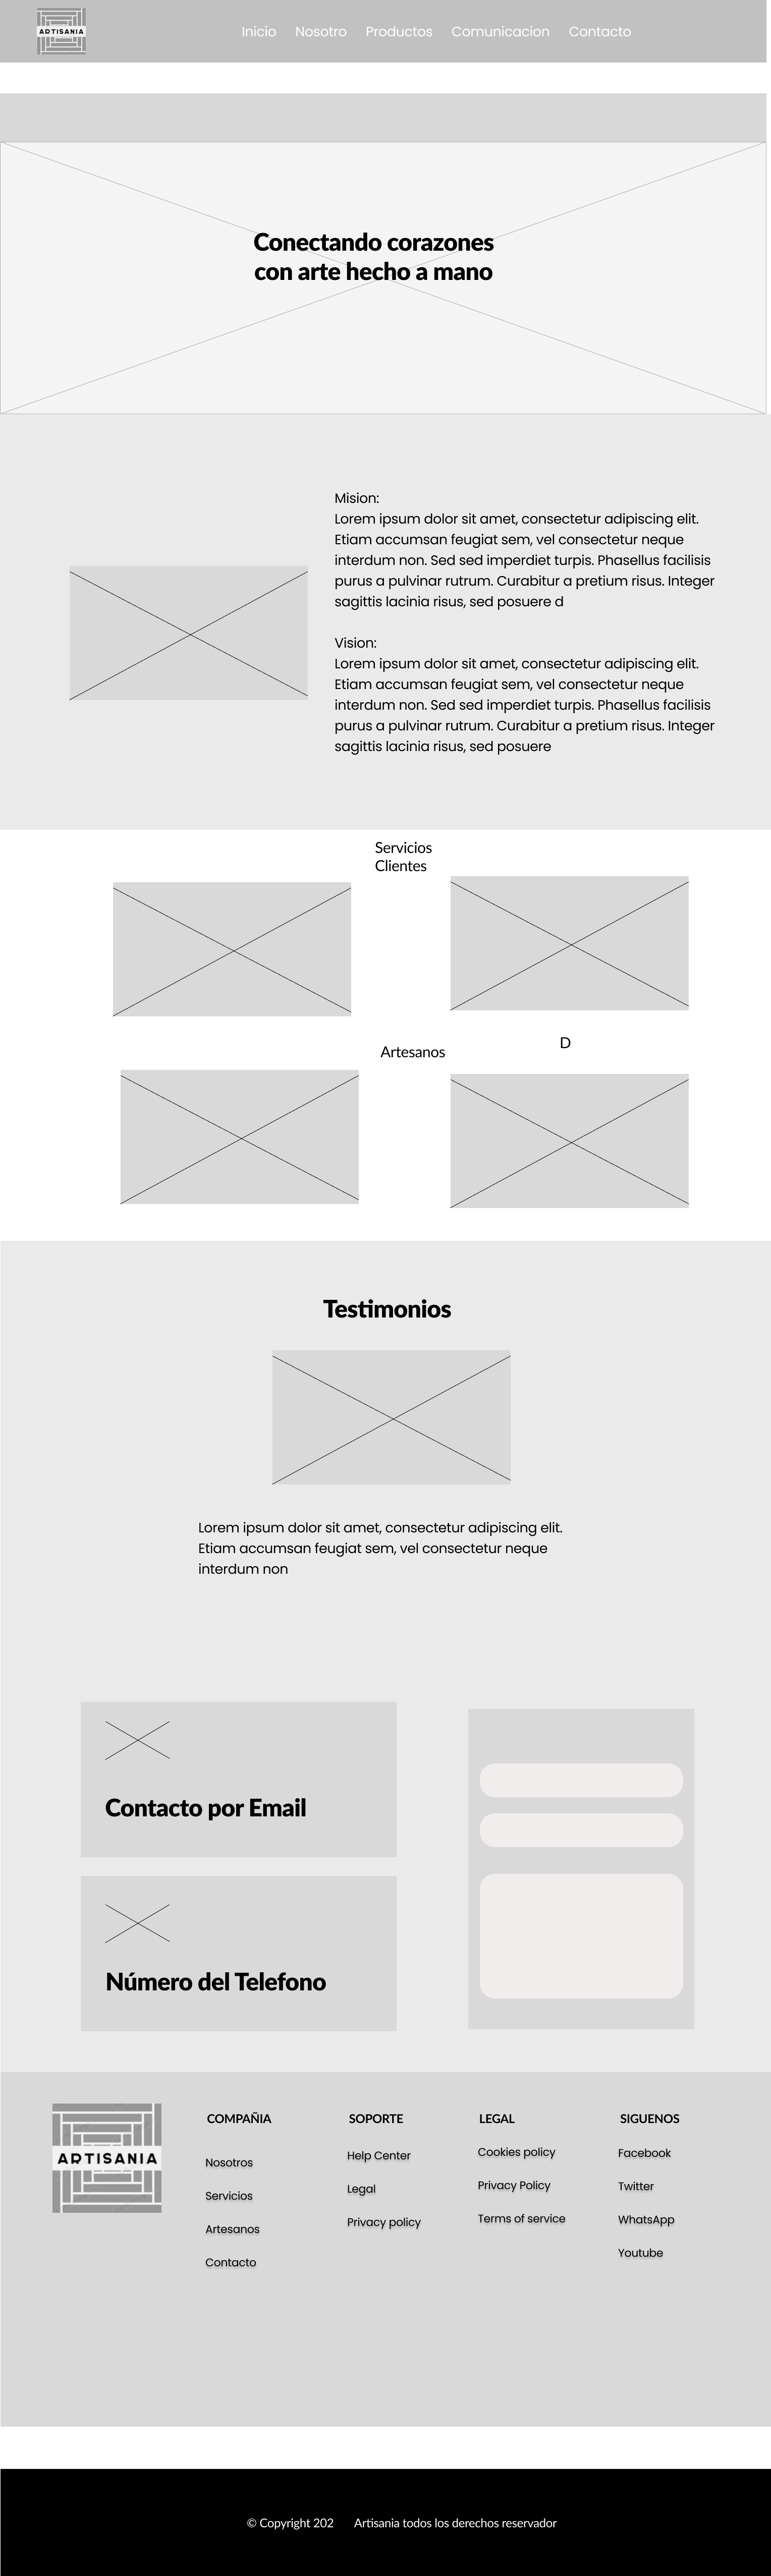 ARTISANIA
Inicio Nosotro Productos Comunicacion Contacto
Conectando corazones
con arte hecho a mano
Mision:
Lorem ipsum dolor sit amet, consectetur adipiscing elit.
Etiam accumsan feugiat sem, vel consectetur neque
interdum non. Sed sed imperdiet turpis. Phasellus facilisis
purus a pulvinar rutrum. Curabitur a pretium risus. Integer
sagittis lacinia risus, sed posuere d
Vision:
Lorem ipsum dolor sit amet, consectetur adipiscing elit.
Etiam accumsan feugiat sem, vel consectetur neque
interdum non. Sed sed imperdiet turpis. Phasellus facilisis
purus a pulvinar rutrum. Curabitur a pretium risus. Integer
sagittis lacinia risus, sed posuere
Servicios
Clientes
D
Artesanos
Testimonios
Lorem ipsum dolor sit amet, consectetur adipiscing elit.
Etiam accumsan feugiat sem, vel consectetur neque
interdum non
Contacto por Email
Número del Telefono
ARTISANIA
COMPAÑIA
Nosotros
Servicios
Artesanos
Contacto
SOPORTE
Help Center
Legal
Privacy policy
LEGAL
Cookies policy
Privacy Policy
Terms of service
SIGUENOS
Facebook
Twitter
WhatsApp
Youtube
© Copyright 202 Artisania todos los derechos reservador